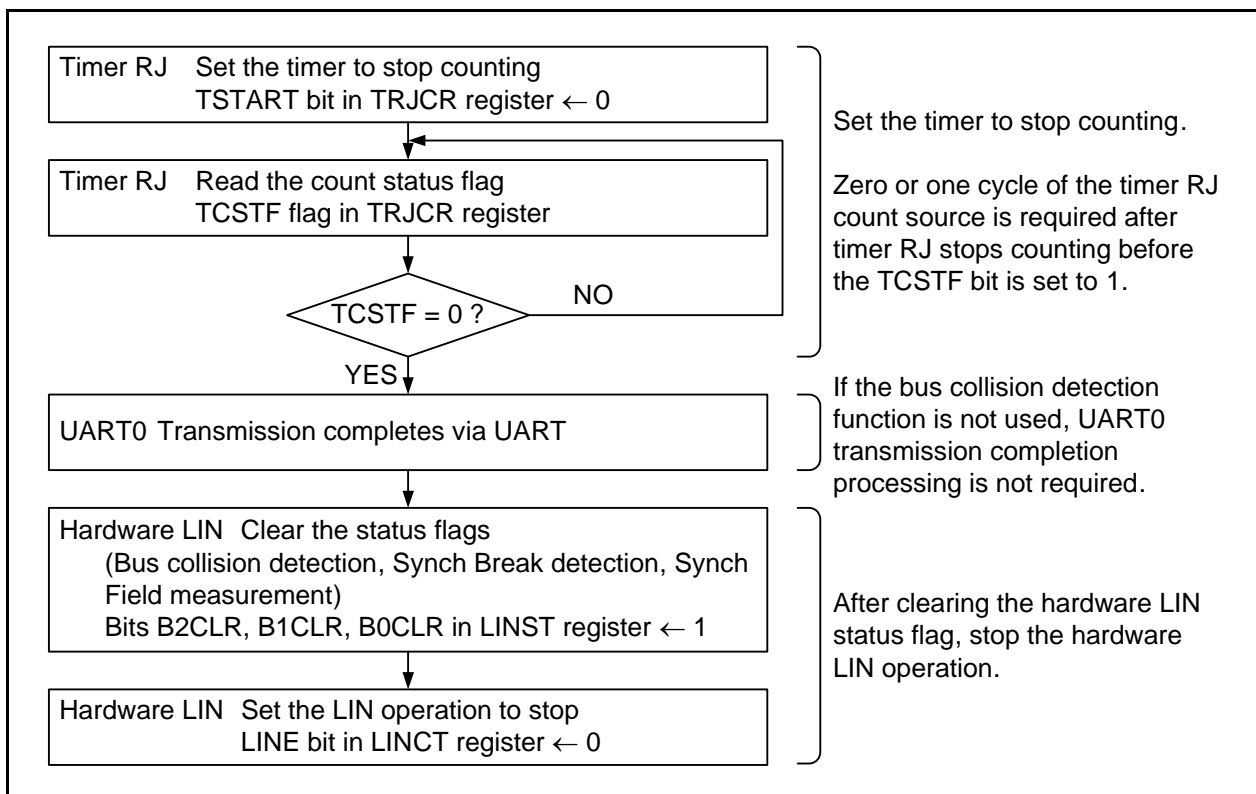 Timer RJ Set the timer to stop counting
TSTART bit in TRJCR register ← 0
Set the timer to stop counting.
Timer RJ Read the count status flag
TCSTF flag in TRJCR register
Zero or one cycle of the timer RJ
count source is required after
timer RJ stops counting before
the TCSTF bit is set to 1.
TCSTF = 0 ?
NO
YES
UART0 Transmission completes via UART
If the bus collision detection
function is not used, UART0
transmission completion
processing is not required.
Hardware LIN Clear the status flags
(Bus collision detection, Synch Break detection, Synch
Field measurement)
Bits B2CLR, B1CLR, B0CLR in LINST register ← 1
After clearing the hardware LIN
status flag, stop the hardware
LIN operation.
Hardware LIN Set the LIN operation to stop
LINE bit in LINCT register ← 0